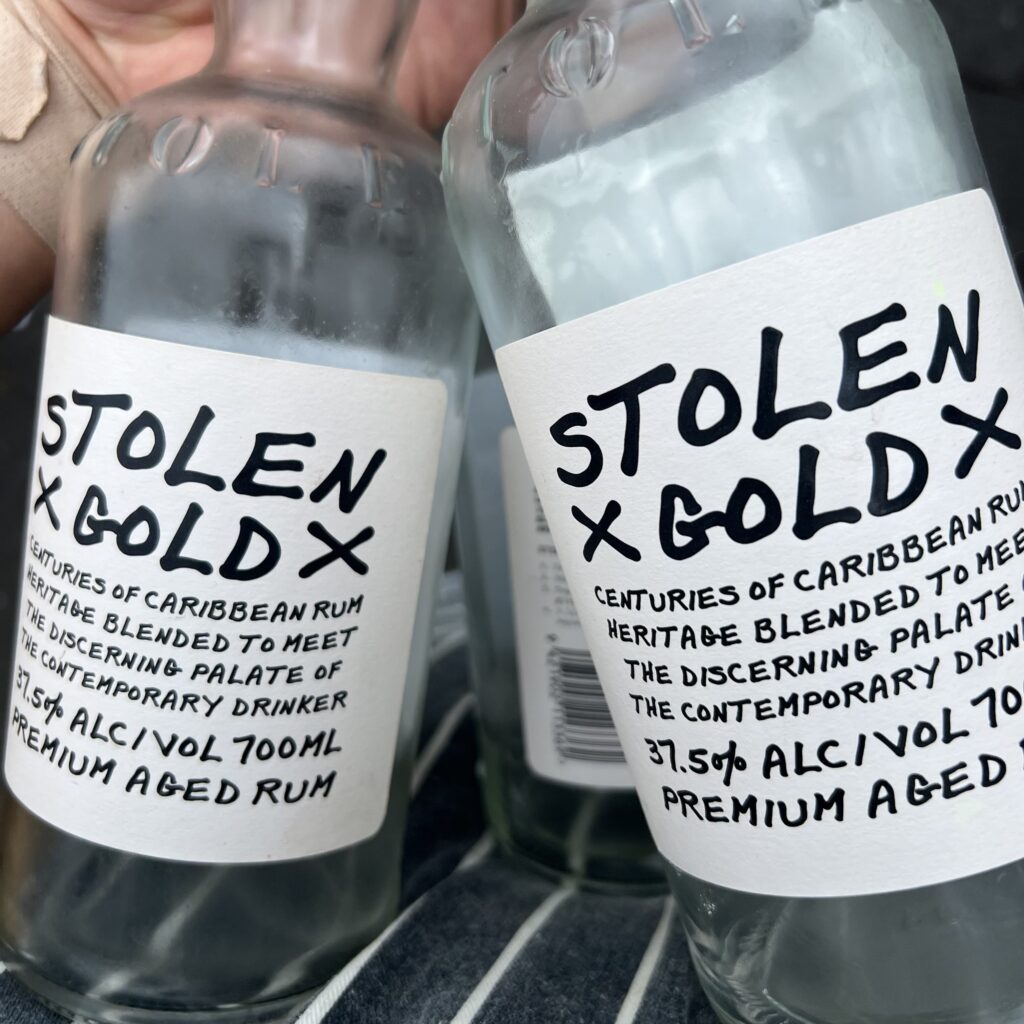 STOLEN
X GOLD X
CENTURIES OF CARIBBEAN RUM
HERITAGE BLENDED TO MEET
THE DISCERNING PALATE OF
THE CONTEMPORARY DRINKER
37.5% ALC/VOL 700ML
PREMIUM AGED RUM
STOLEN
X GOLD X
CENTURIES OF CARIBBEAN
HERITAGE BLENDED TO
THE DISCERNING PALATE
THE CONTEMPORARY
37.5% ALC/VOL
PREMIUM AGED